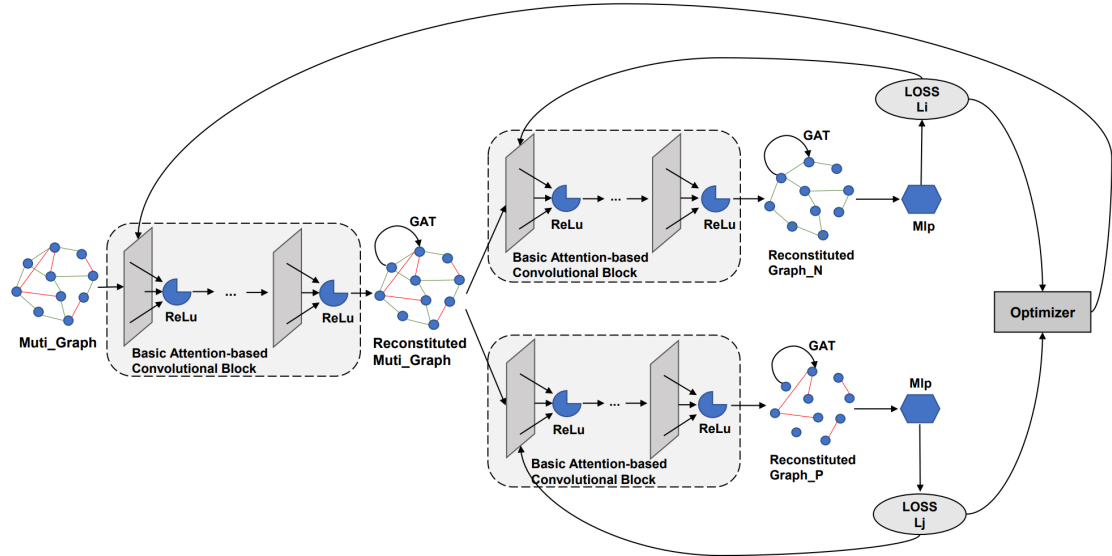 Muti_Graph
ReLu
...
ReLu
Basic Attention-based
Convolutional Block
GAT
Reconstituted
Muti_Graph
ReLu
...
ReLu
Basic Attention-based
Convolutional Block
GAT
Reconstituted
Graph_N
Mlp
LOSS
Li
Optimizer
ReLu
...
ReLu
Basic Attention-based
Convolutional Block
GAT
Reconstituted
Graph_P
Mlp
LOSS
Lj